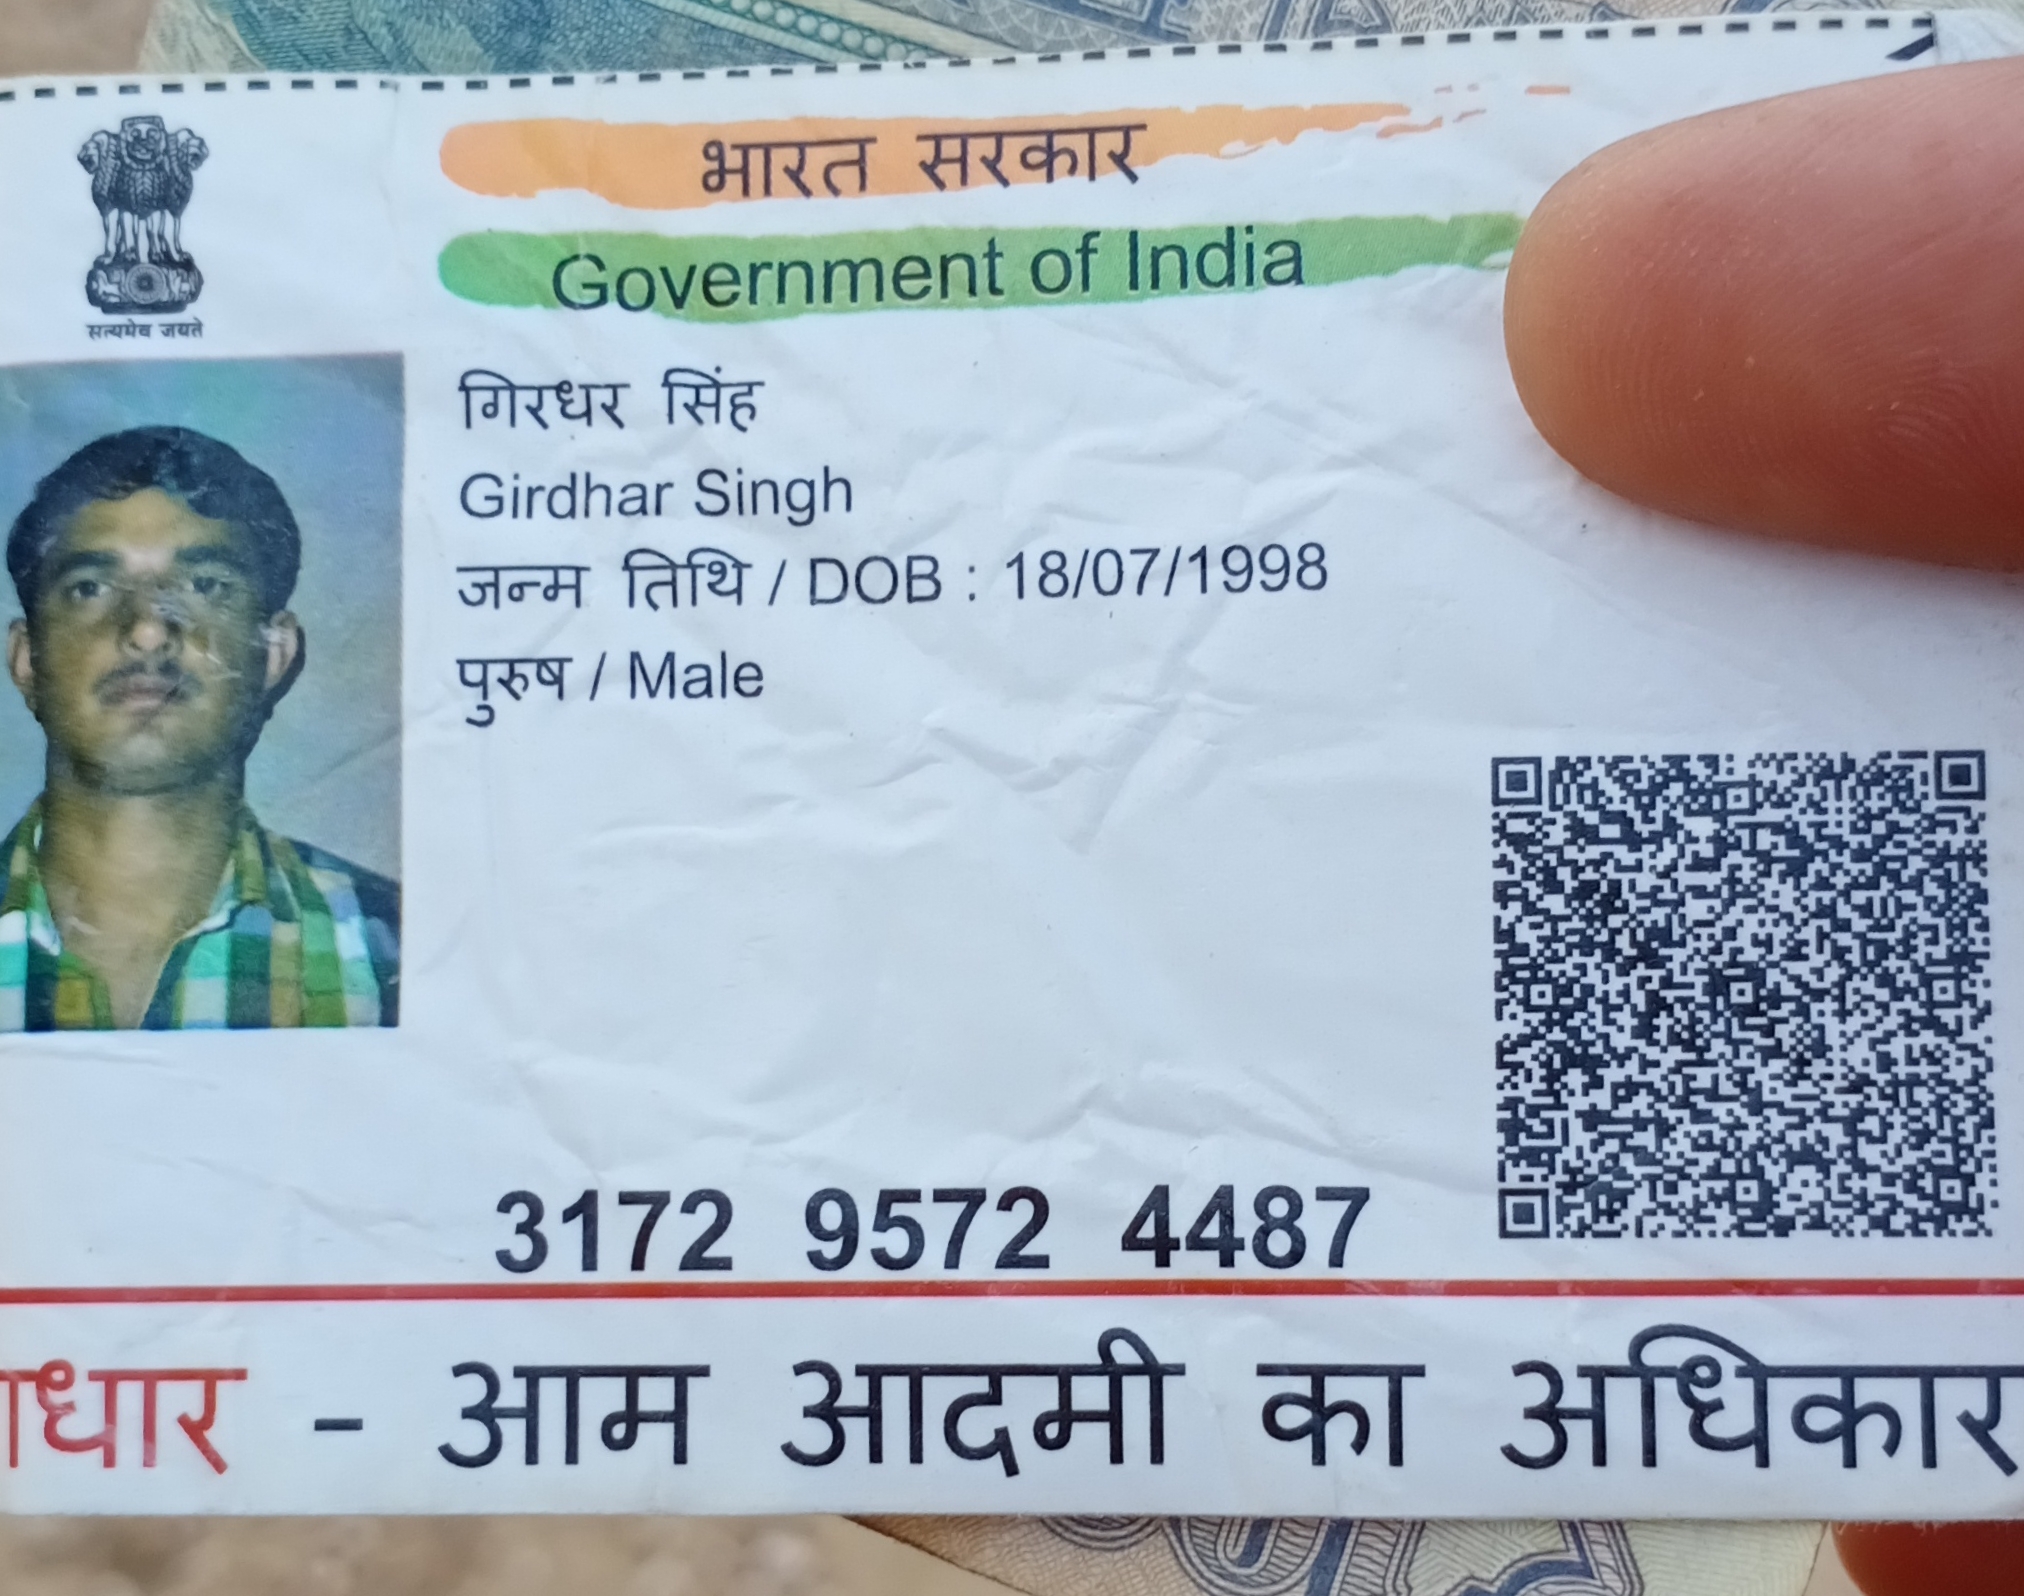 भारत सरकार
Government of India
सत्यमेव जयते
गिरधर सिंह
Girdhar Singh
जन्म तिथि / DOB : 18/07/1998
पुरुष / Male
3172 9572 4487
ाधार - आम आदमी का अधिकार